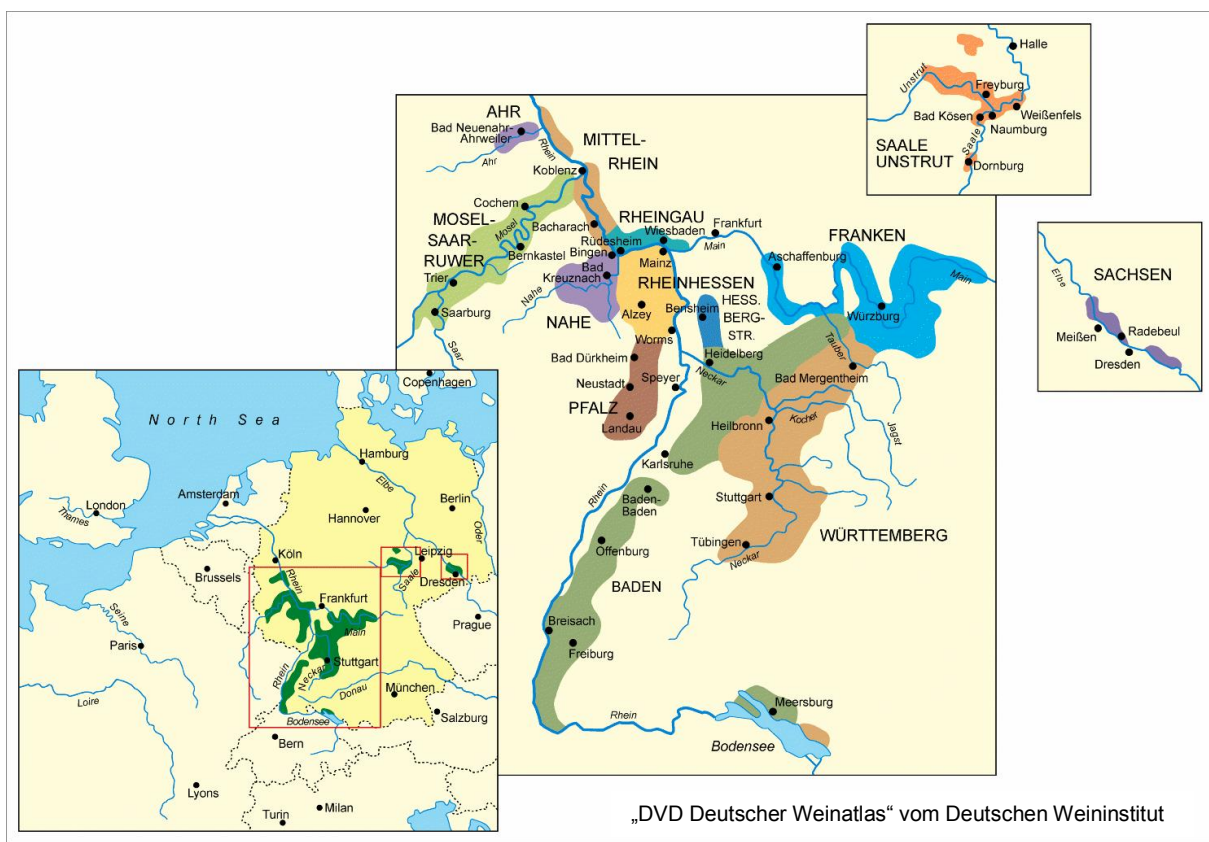 Halle
Unstrut
Freyburg
Bad Kösen
Weißenfels
Naumburg
SAALE
UNSTRUT
Saale
Dornburg
AHR
Bad Neuenahr-
Ahrweiler
Ahr
Rhein
MITTEL-
RHEIN
Koblenz
Cochem
MOSEL-
SAAR-
RUWER
Mosel
Bernkastel
Trier
Saarburg
Saar
Bacharach
RHEINGAU
Wiesbaden
Rüdesheim
Bingen
Mainz
Frankfurt
Main
Bad
Kreuznach
Nahe
NAHE
RHEINHESSEN
Alzey
Worms
Bensheim
HESS.
BERG-
STR.
FRANKEN
Aschaffenburg
Main
Würzburg
Tauber
Bad Mergentheim
Heidelberg
Neckar
Bad Dürkheim
Neustadt
Speyer
PFALZ
Landau
Heilbronn
Kocher
Jagst
Karlsruhe
Rhein
Baden-
Baden
Stuttgart
Offenburg
Tübingen
Neckar
WÜRTTEMBERG
BADEN
Breisach
Freiburg
Rhein
Meersburg
Bodensee
SACHSEN
Elbe
Meißen
Radebeul
Dresden
Copenhagen
North Sea
Hamburg
Elbe
Amsterdam
London
Thames
Hannover
Berlin
Oder
Köln
Leipzig
Brussels
Rhein
Saale
Dresden
Frankfurt
Seine
Main
Prague
Paris
Stuttgart
Rhein
Neckar
Donau
München
Loire
Salzburg
Bodensee
Bern
Lyons
Milan
Turin
„DVD Deutscher Weinatlas“ vom Deutschen Weininstitut